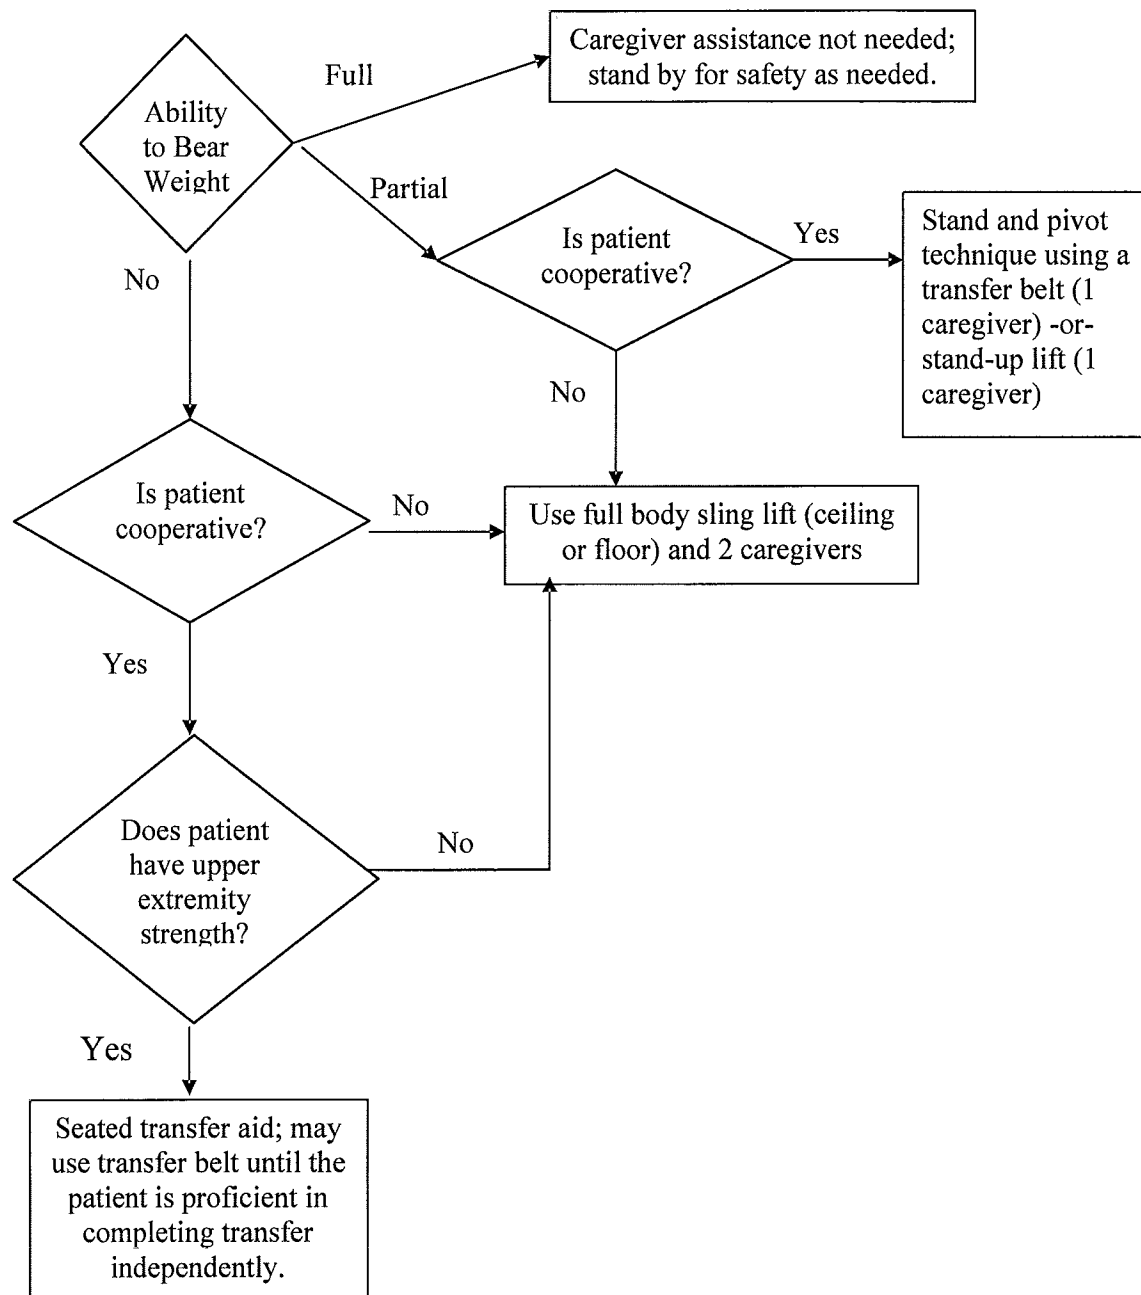 Ability
to Bear
Weight
Full
Caregiver assistance not needed;
stand by for safety as needed.
Partial
Is patient
cooperative?
Yes
Stand and pivot
technique using a
transfer belt (1
caregiver) -or-
stand-up lift (1
caregiver)
No
No
Is patient
cooperative?
No
Use full body sling lift (ceiling
or floor) and 2 caregivers
Yes
Does patient
have upper
extremity
strength?
No
Yes
Seated transfer aid; may
use transfer belt until the
patient is proficient in
completing transfer
independently.